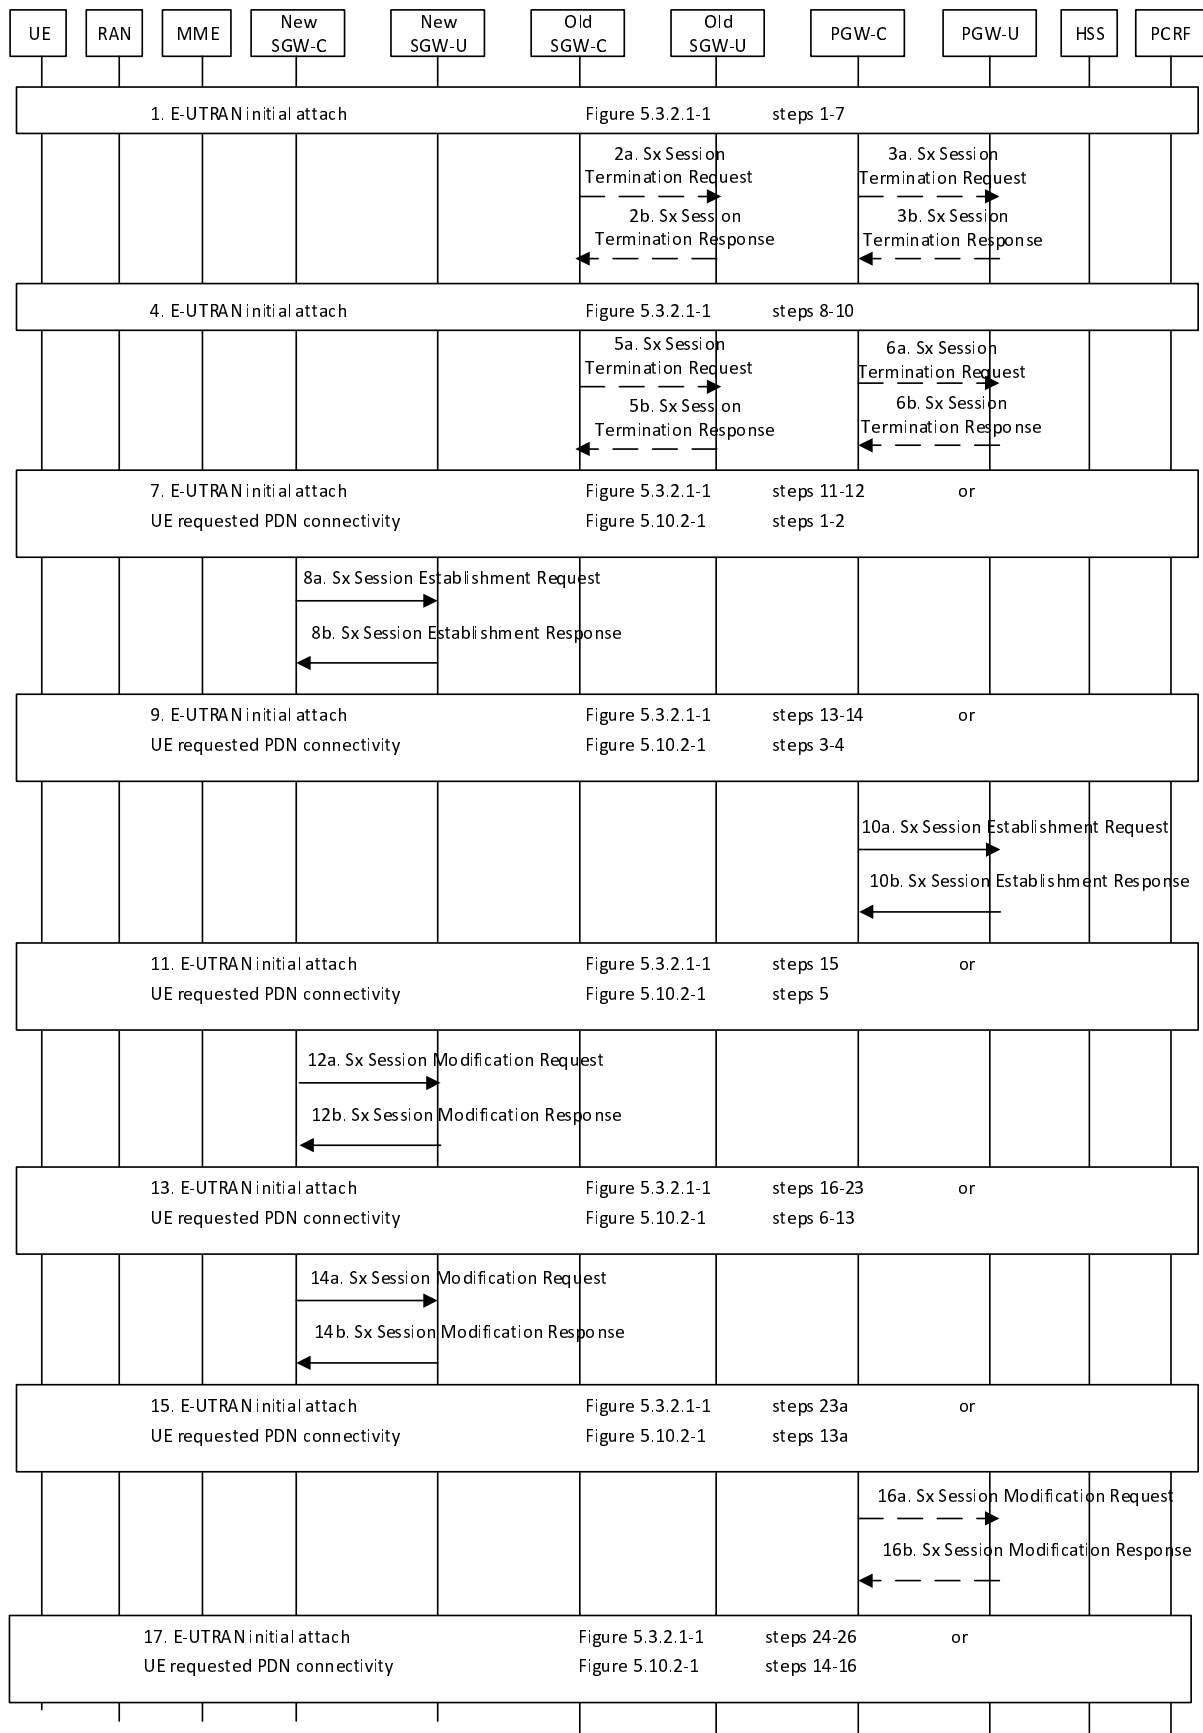 UE RAN MME New SGW-C New SGW-U Old SGW-C Old SGW-U PGW-C PGW-U HSS PCRF
1. E-UTRAN initial attach Figure 5.3.2.1-1 steps 1-7
2a. Sx Session
Termination Request
3a. Sx Session
Termination Request
2b. Sx Session
Termination Response
3b. Sx Session
Termination Response
4. E-UTRAN initial attach Figure 5.3.2.1-1 steps 8-10
5a. Sx Session
Termination Request
6a. Sx Session
Termination Request
5b. Sx Session
Termination Response
6b. Sx Session
Termination Response
7. E-UTRAN initial attach Figure 5.3.2.1-1 steps 11-12 or
UE requested PDN connectivity Figure 5.10.2-1 steps 1-2
8a. Sx Session Establishment Request
8b. Sx Session Establishment Response
9. E-UTRAN initial attach Figure 5.3.2.1-1 steps 13-14 or
UE requested PDN connectivity Figure 5.10.2-1 steps 3-4
10a. Sx Session Establishment Request
10b. Sx Session Establishment Response
11. E-UTRAN initial attach Figure 5.3.2.1-1 steps 15 or
UE requested PDN connectivity Figure 5.10.2-1 steps 5
12a. Sx Session Modification Request
12b. Sx Session Modification Response
13. E-UTRAN initial attach Figure 5.3.2.1-1 steps 16-23 or
UE requested PDN connectivity Figure 5.10.2-1 steps 6-13
14a. Sx Session Modification Request
14b. Sx Session Modification Response
15. E-UTRAN initial attach Figure 5.3.2.1-1 steps 23a or
UE requested PDN connectivity Figure 5.10.2-1 steps 13a
16a. Sx Session Modification Request
16b. Sx Session Modification Response
17. E-UTRAN initial attach Figure 5.3.2.1-1 steps 24-26 or
UE requested PDN connectivity Figure 5.10.2-1 steps 14-16